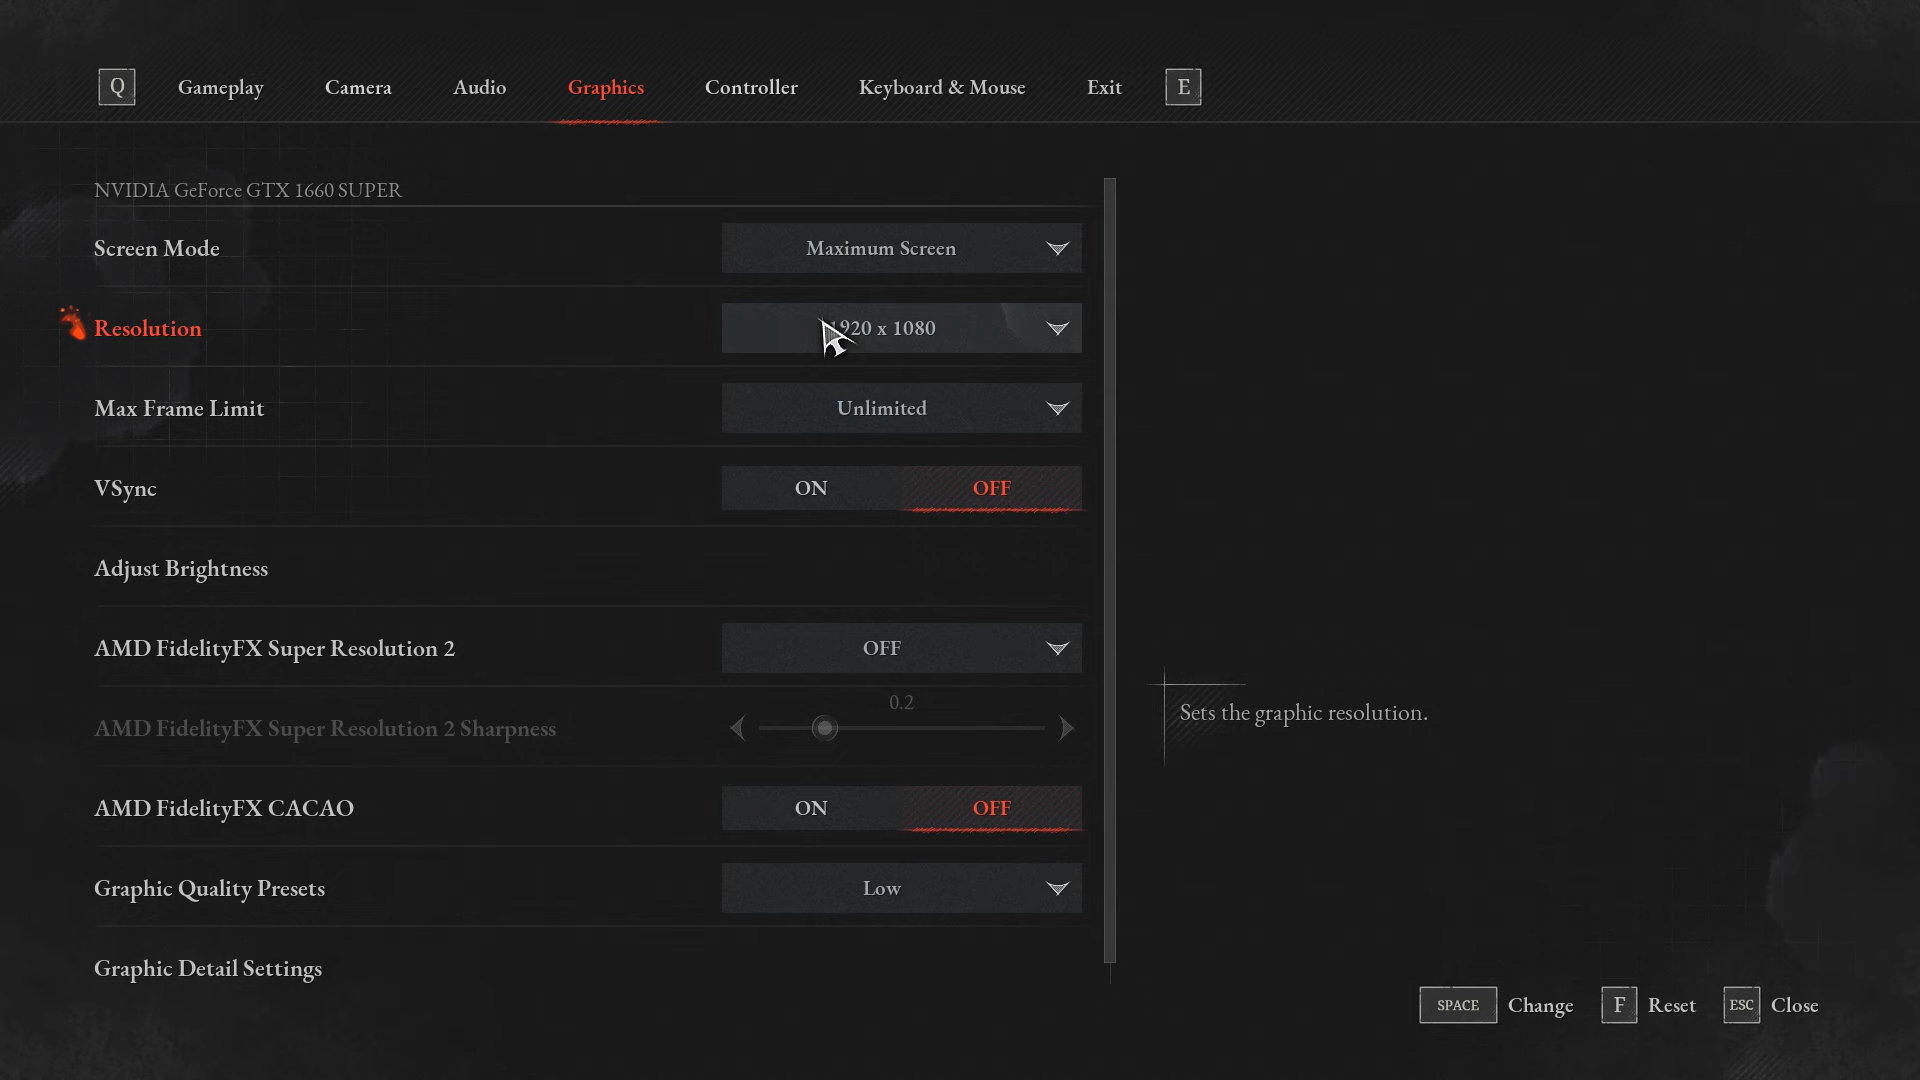 Q Gameplay Camera Audio Graphics Controller Keyboard & Mouse Exit E
NVIDIA GeForce GTX 1660 SUPER
Screen Mode Maximum Screen
Resolution 1920 x 1080
Max Frame Limit Unlimited
VSync ON OFF
Adjust Brightness
AMD FidelityFX Super Resolution 2 OFF
0.2
AMD FidelityFX Super Resolution 2 Sharpness
Sets the graphic resolution.
AMD FidelityFX CACAO ON OFF
Graphic Quality Presets Low
Graphic Detail Settings
SPACE Change F Reset ESC Close